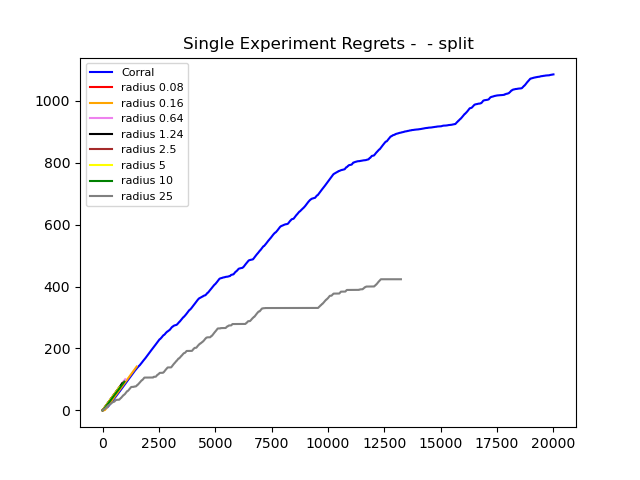 Single Experiment Regrets -  - split
Corral
radius 0.08
radius 0.16
radius 0.64
radius 1.24
radius 2.5
radius 5
radius 10
radius 25
1000
800
600
400
200
0
0 2500 5000 7500 10000 12500 15000 17500 20000